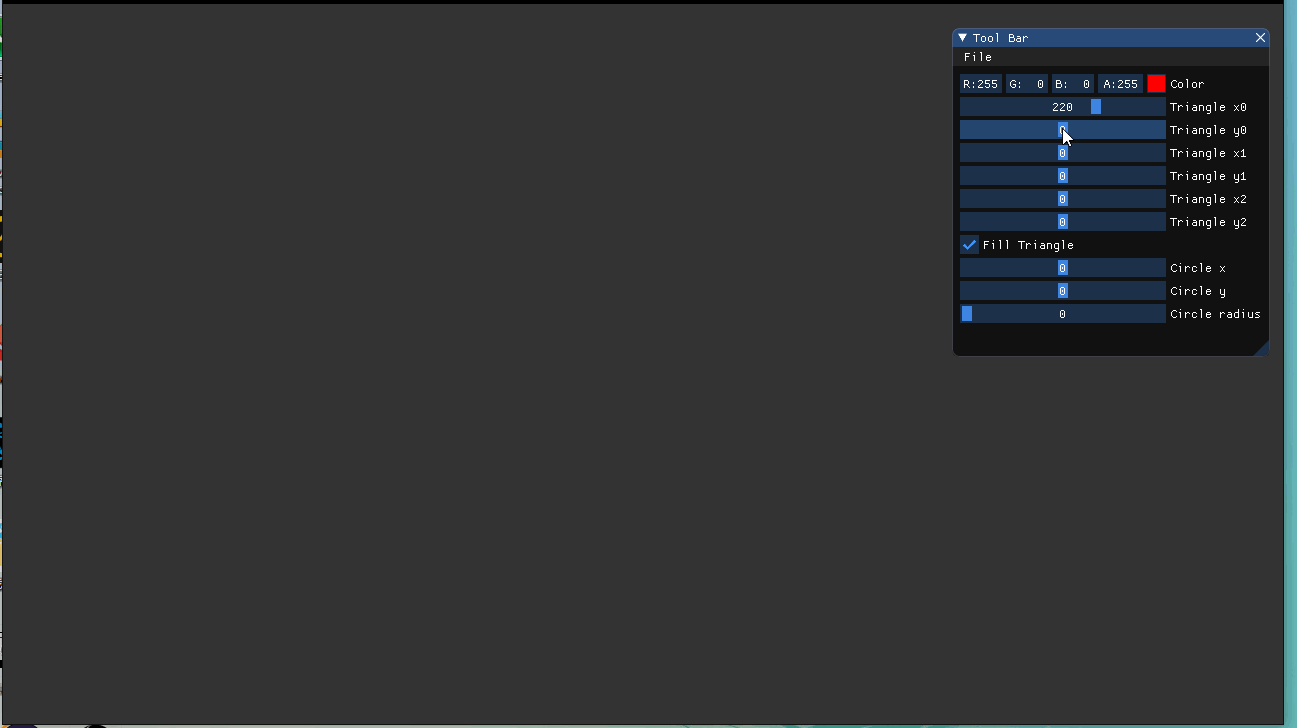 Tool Bar
File
R:255 G: 0 B: 0 A:255 Color
220 Triangle x0
0 Triangle y0
0 Triangle x1
0 Triangle y1
0 Triangle x2
0 Triangle y2
Fill Triangle
0 Circle x
0 Circle y
0 Circle radius